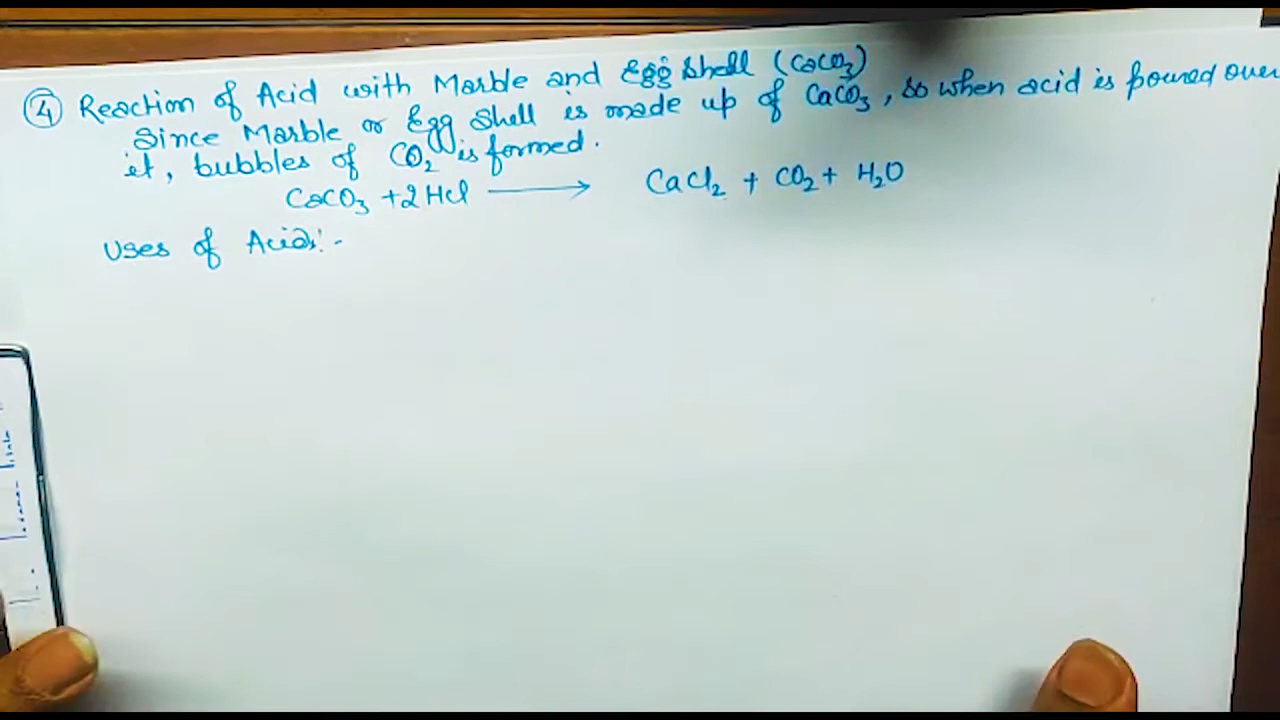 ④ Reaction of Acid with Marble and Egg Shell (CaCO₃)
Since Marble or Egg Shell is made up of CaCO₃, so when acid is poured over
it, bubbles of CO₂ is formed.
CaCO₃ + 2HCl ⟶ CaCl₂ + CO₂ + H₂O
Uses of Acids:-